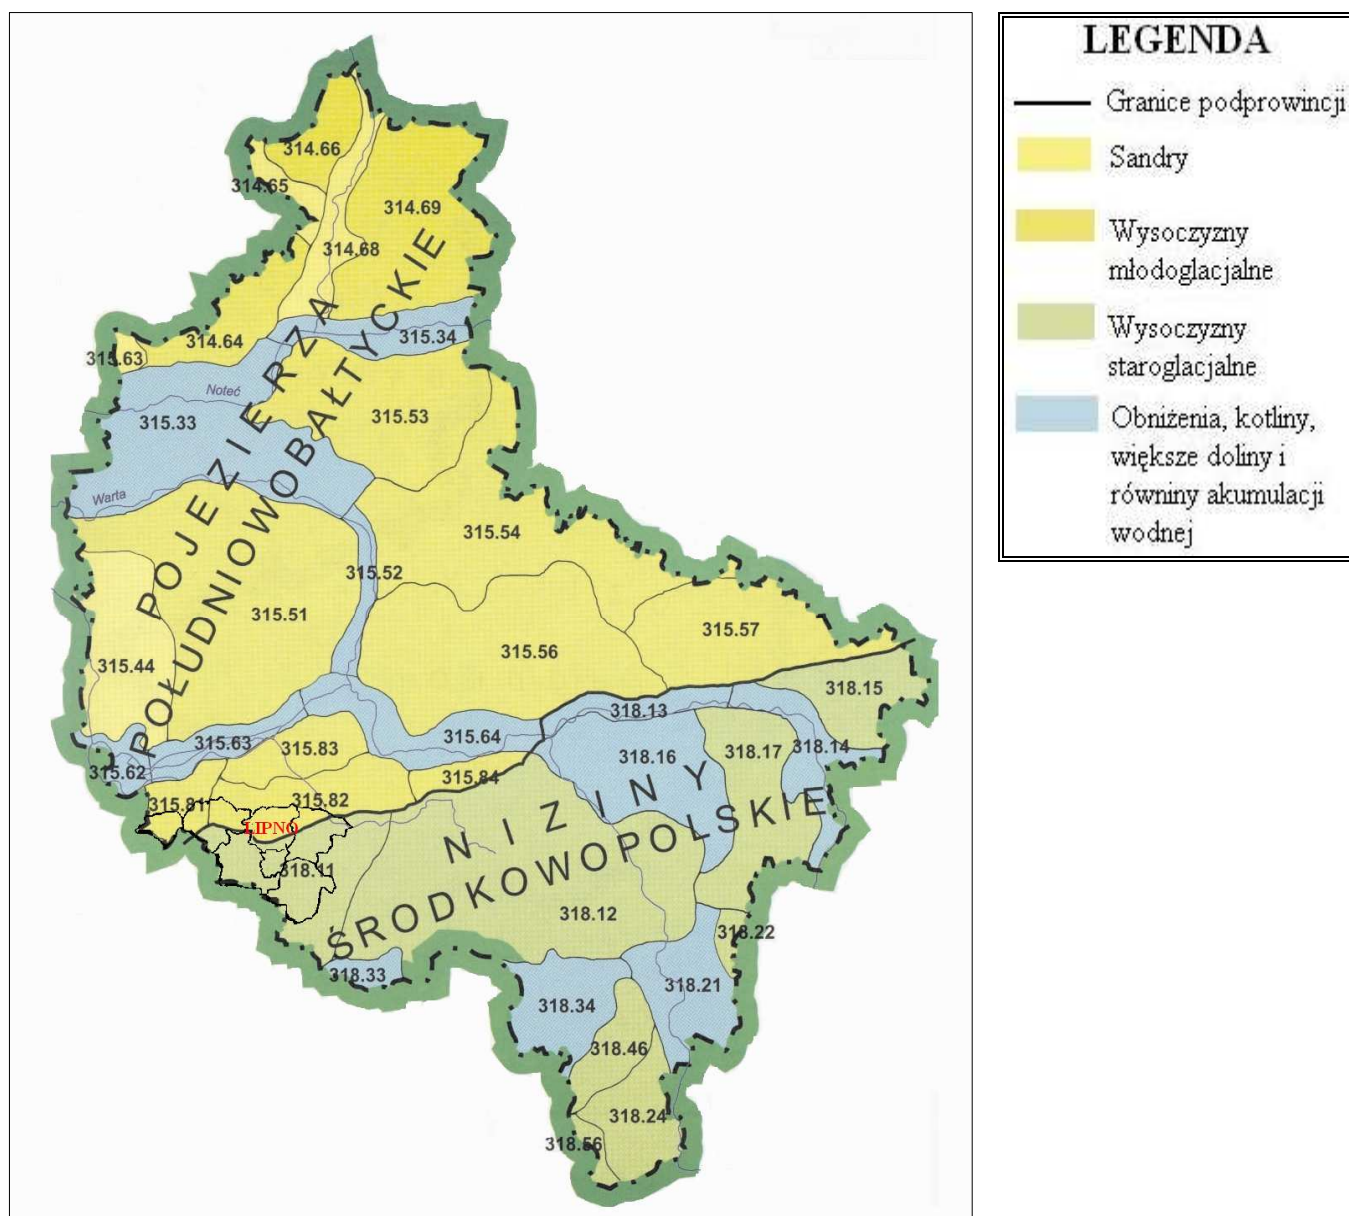 LEGENDA
Granice podprowincji
Sandry
Wysoczyzny
młodoglacjalne
Wysoczyzny
staroglacjalne
Obniżenia, kotliny,
większe doliny i
równiny akumulacji
wodnej
314.66
314.65
314.69
314.68
314.64
315.34
315.63
Noteć
315.33
315.53
Warta
315.54
315.52
315.51
315.57
315.56
315.44
POJEZIERZA
POŁUDNIOWOBAŁTYCKIE
318.15
318.13
315.63
315.64
315.83
318.17
318.14
318.16
315.62
315.84
315.81
315.82
LIPNO
318.11
NIZINY
ŚRODKOWOPOLSKIE
318.12
318.22
318.33
318.21
318.34
318.46
318.24
318.56